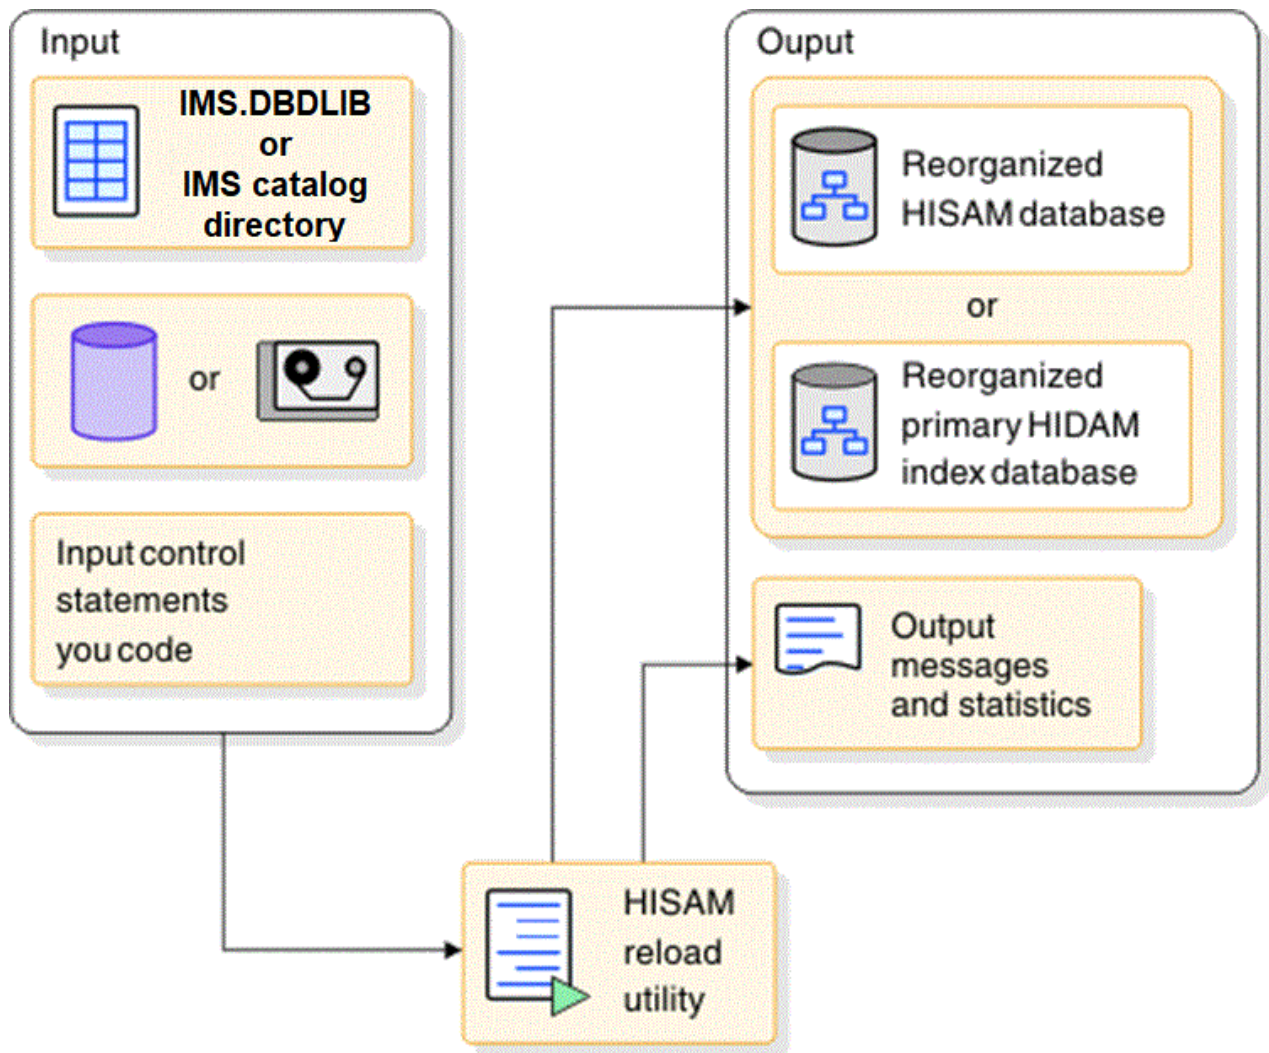 Input
IMS.DBDLIB
or
IMS catalog
directory
or
Input control
statements
you code
Ouput
Reorganized
HISAM database
or
Reorganized
primary HIDAM
index database
Output
messages
and statistics
HISAM
reload
utility